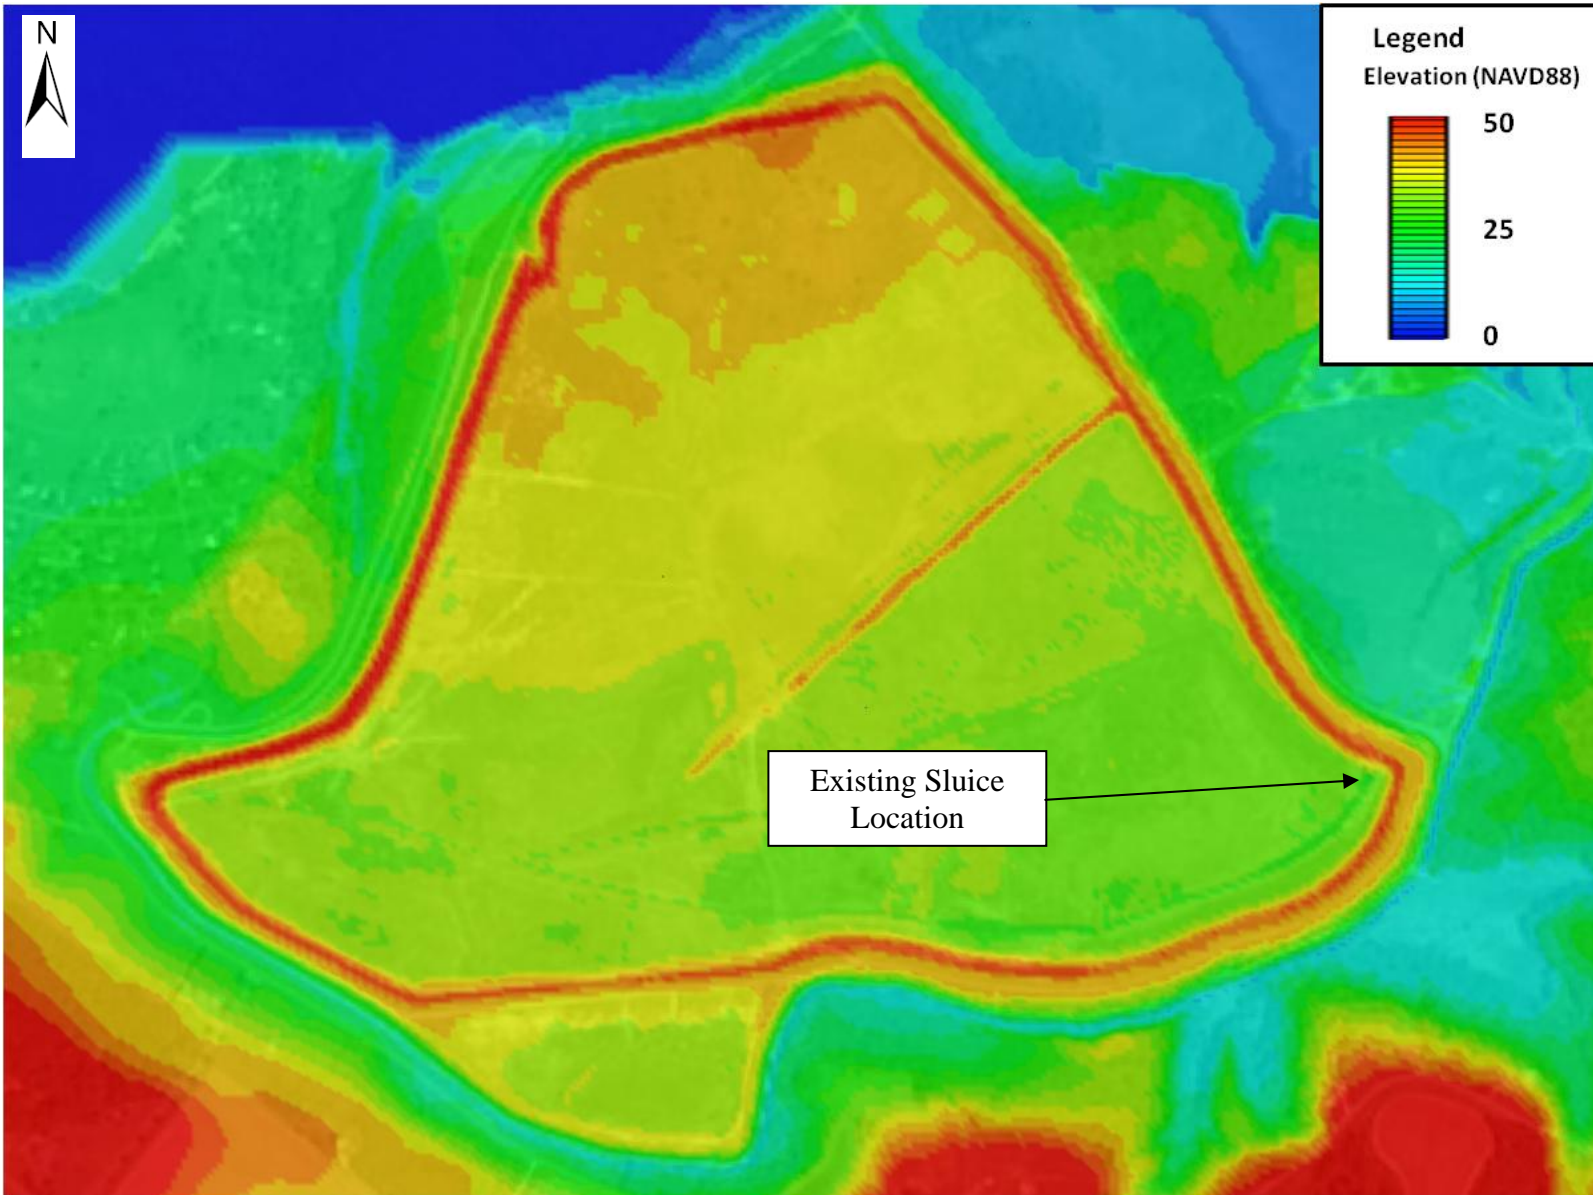 N
Legend
Elevation (NAVD88)
50
25
0
Existing Sluice
Location